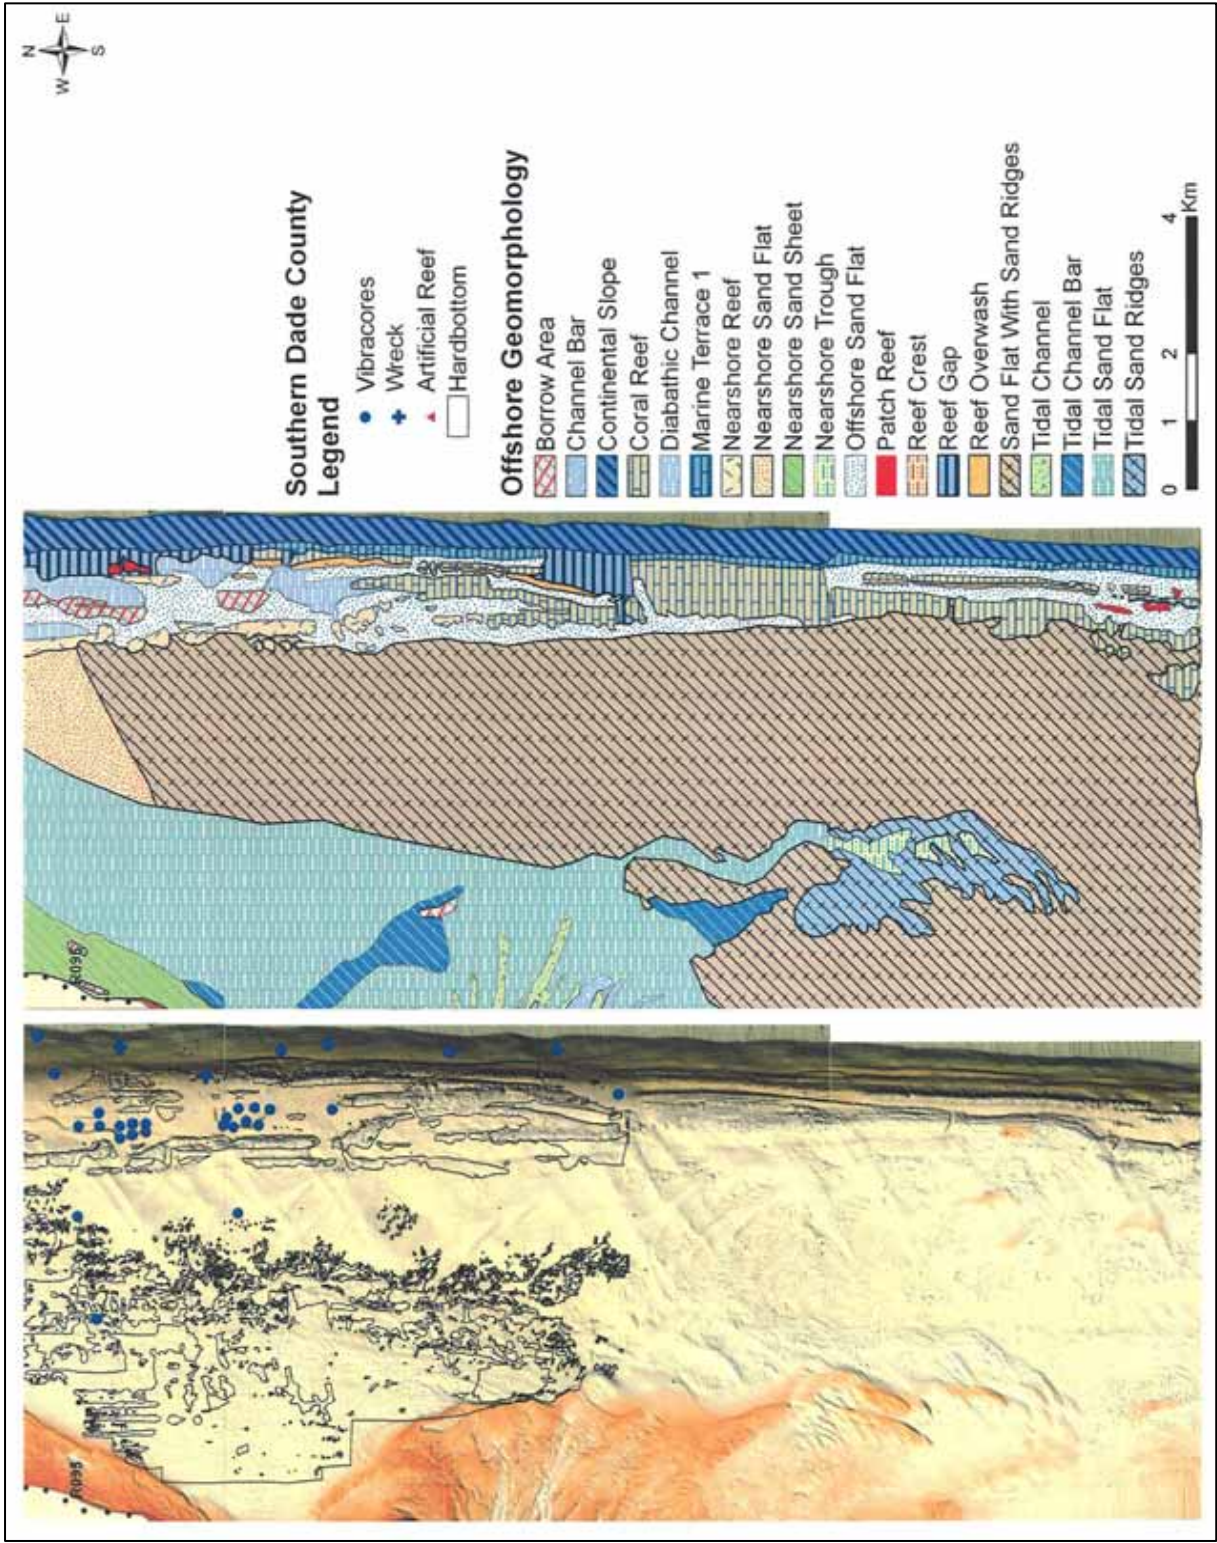 N
W
E
S
Southern Dade County
Legend
Vibracores
Wreck
Artificial Reef
Hardbottom
Offshore Geomorphology
Borrow Area
Channel Bar
Continental Slope
Coral Reef
Diabathic Channel
Marine Terrace 1
Nearshore Reef
Nearshore Sand Flat
Nearshore Sand Sheet
Nearshore Trough
Offshore Sand Flat
Patch Reef
Reef Crest
Reef Gap
Reef Overwash
Sand Flat With Sand Ridges
Tidal Channel
Tidal Channel Bar
Tidal Sand Flat
Tidal Sand Ridges
0 1 2 4
Km
R095
R095